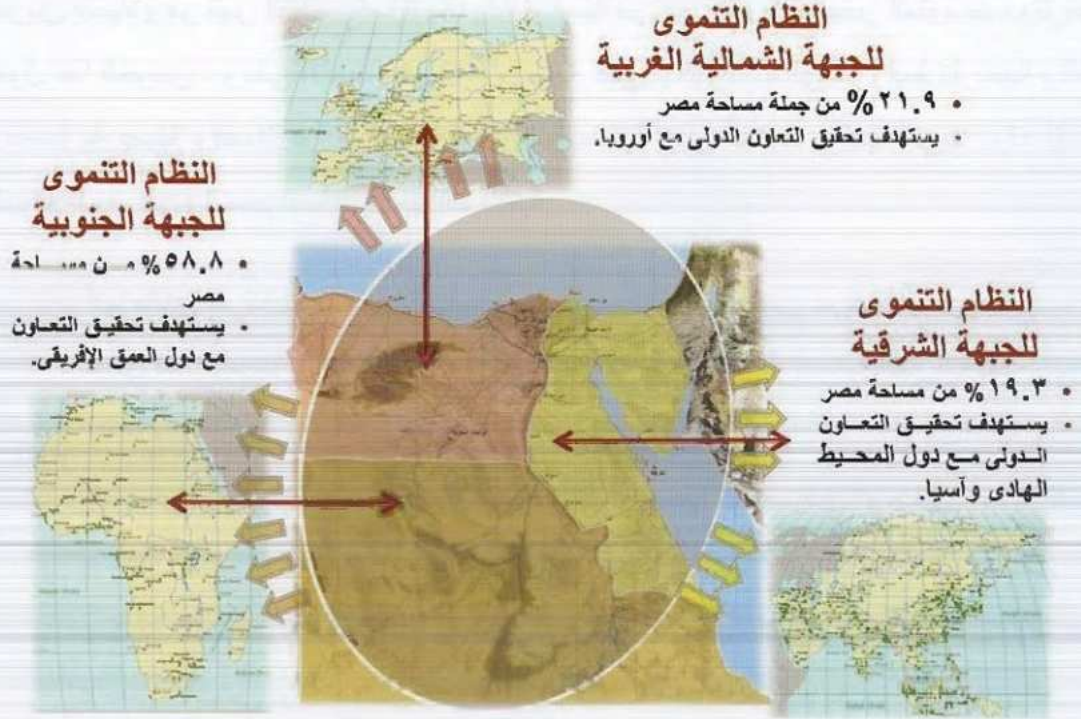 النظام التنموى
للجبهة الشمالية الغربية
• ٢١.٩% من جملة مساحة مصر
• يستهدف تحقيق التعاون الدولى مع أوروبا.
النظام التنموى
للجبهة الجنوبية
• ٥٨.٨% من مساحة
مصر
• يستهدف تحقيق التعاون
مع دول العمق الإفريقى.
النظام التنموى
للجبهة الشرقية
• ١٩.٣% من مساحة مصر
• يستهدف تحقيق التعاون
الدولى مع دول المحيط
الهادى وآسيا.